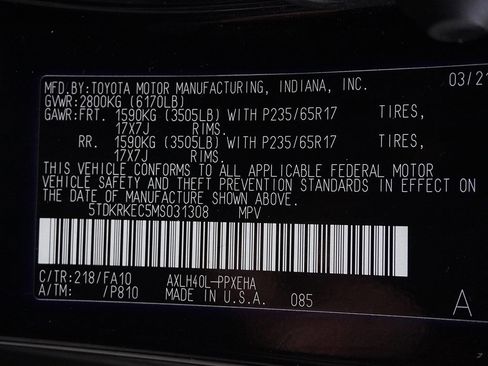 MFD.BY:TOYOTA MOTOR MANUFACTURING, INDIANA, INC. 03/21
GVWR:2800KG (6170LB)
GAWR:FRT. 1590KG (3505LB) WITH P235/65R17 TIRES,
17X7J RIMS.
RR. 1590KG (3505LB) WITH P235/65R17 TIRES,
17X7J RIMS.
THIS VEHICLE CONFORMS TO ALL APPLICABLE FEDERAL MOTOR
VEHICLE SAFETY AND THEFT PREVENTION STANDARDS IN EFFECT ON
THE DATE OF MANUFACTURE SHOWN ABOVE.
5TDKRKEC5MS031308 MPV
C/TR:218/FA10 AXLH40L-PPXEHA
A/TM: /P810 MADE IN U.S.A. 085 A